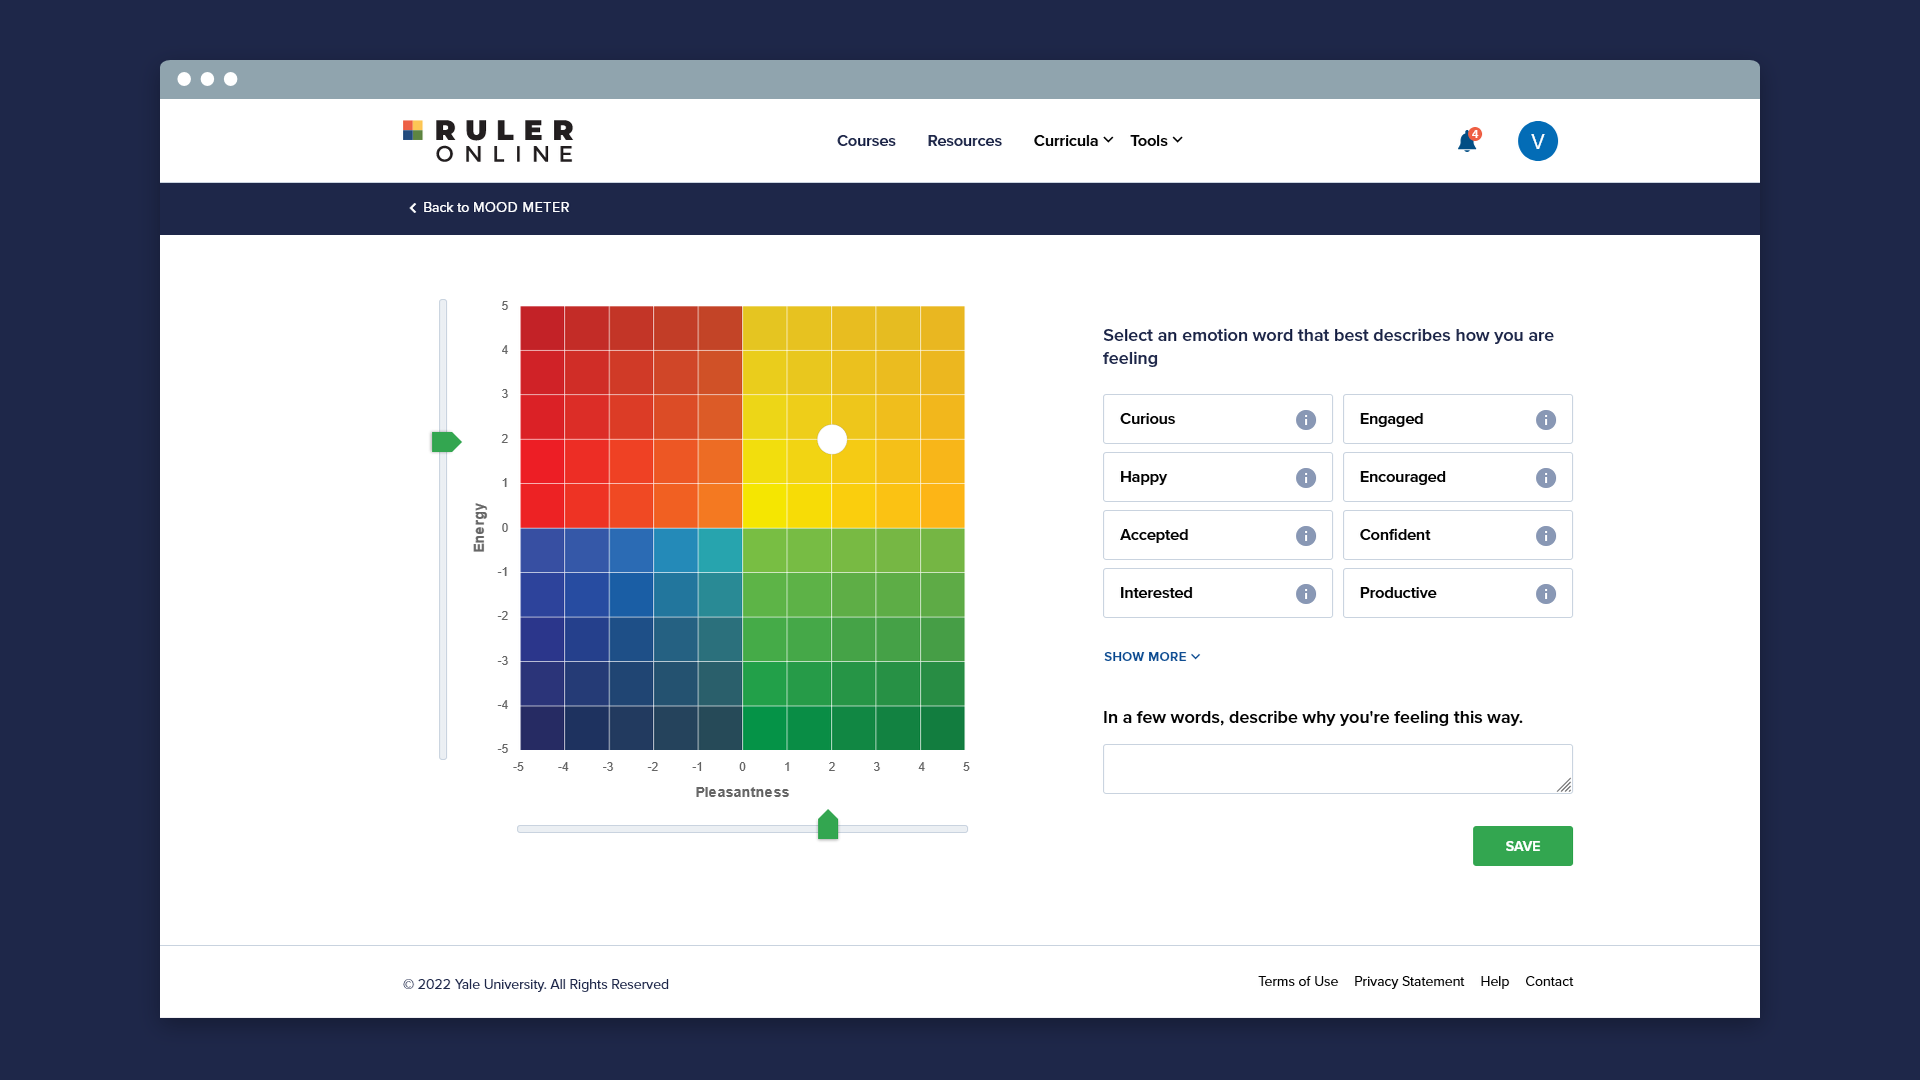 RULER
ONLINE
Courses
Resources
Curricula
Tools
4
V
Back to MOOD METER
5
4
3
2
1
0
-1
-2
-3
-4
-5
Energy
-5 -4 -3 -2 -1 0 1 2 3 4 5
Pleasantness
Select an emotion word that best describes how you are
feeling
Curious
Engaged
Happy
Encouraged
Accepted
Confident
Interested
Productive
SHOW MORE
In a few words, describe why you're feeling this way.
SAVE
© 2022 Yale University. All Rights Reserved
Terms of Use
Privacy Statement
Help
Contact